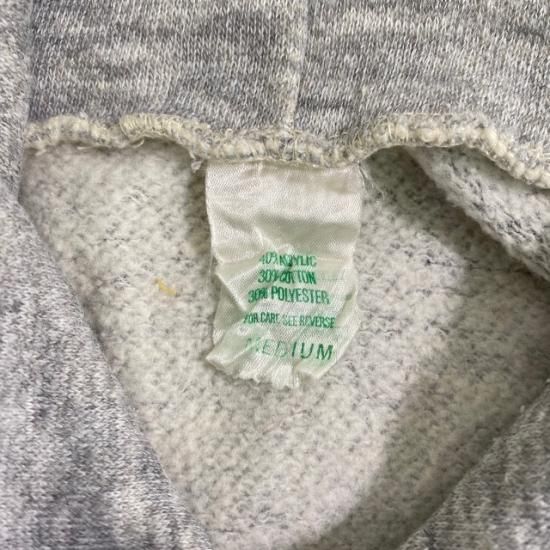 40% ACRYLIC
30% COTTON
30% POLYESTER
FOR CARE SEE REVERSE
MEDIUM